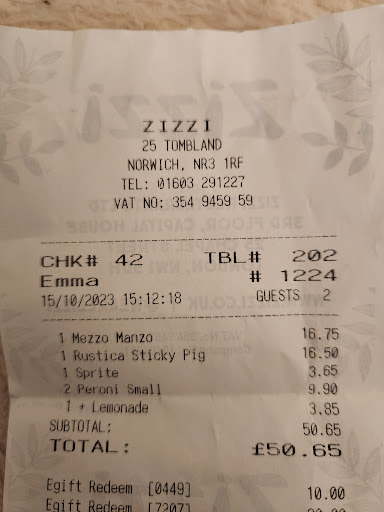 ZIZZI
25 TOMBLAND
NORWICH, NR3 1RF
TEL: 01603 291227
VAT NO: 354 9459 59
CHK# 42 TBL# 202
Emma # 1224
15/10/2023 15:12:18 GUESTS 2
1 Mezzo Manzo 16.75
1 Rustica Sticky Pig 16.50
1 Sprite 3.65
2 Peroni Small 9.90
1 + Lemonade 3.85
SUBTOTAL: 50.65
TOTAL: £50.65
Egift Redeem [0449] 10.00
Egift Redeem [7207]